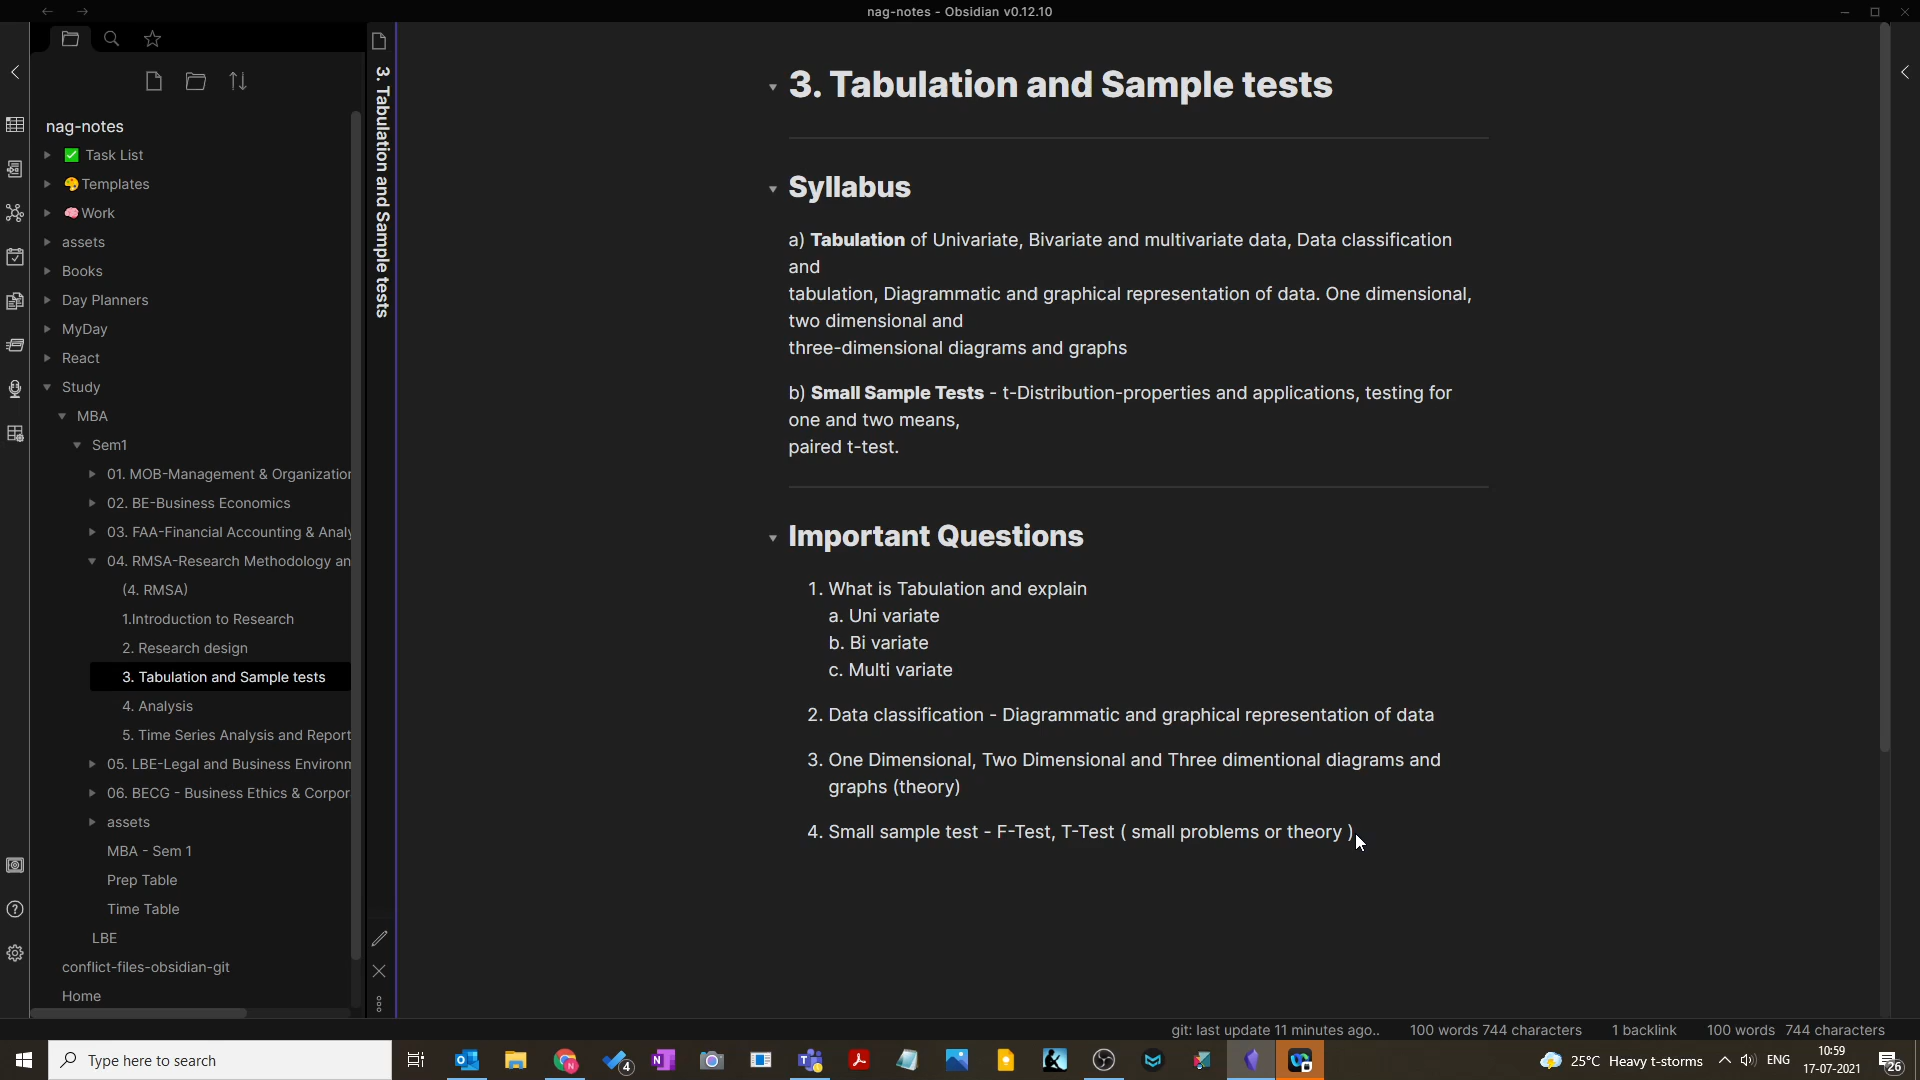 nag-notes - Obsidian v0.12.10
nag-notes
Task List
Templates
Work
assets
Books
Day Planners
MyDay
React
Study
MBA
Sem1
01. MOB-Management & Organization
02. BE-Business Economics
03. FAA-Financial Accounting & Analy
04. RMSA-Research Methodology an
(4. RMSA)
1.Introduction to Research
2. Research design
3. Tabulation and Sample tests
4. Analysis
5. Time Series Analysis and Report
05. LBE-Legal and Business Environm
06. BECG - Business Ethics & Corpor
assets
MBA - Sem 1
Prep Table
Time Table
LBE
conflict-files-obsidian-git
Home
3. Tabulation and Sample tests
3. Tabulation and Sample tests
Syllabus
a) Tabulation of Univariate, Bivariate and multivariate data, Data classification
and
tabulation, Diagrammatic and graphical representation of data. One dimensional,
two dimensional and
three-dimensional diagrams and graphs
b) Small Sample Tests - t-Distribution-properties and applications, testing for
one and two means,
paired t-test.
Important Questions
1. What is Tabulation and explain
a. Uni variate
b. Bi variate
c. Multi variate
2. Data classification - Diagrammatic and graphical representation of data
3. One Dimensional, Two Dimensional and Three dimentional diagrams and
graphs (theory)
4. Small sample test - F-Test, T-Test ( small problems or theory )
git: last update 11 minutes ago.. 100 words 744 characters 1 backlink 100 words 744 characters
Type here to search
4
25°C Heavy t-storms ENG
10:59
17-07-2021
26